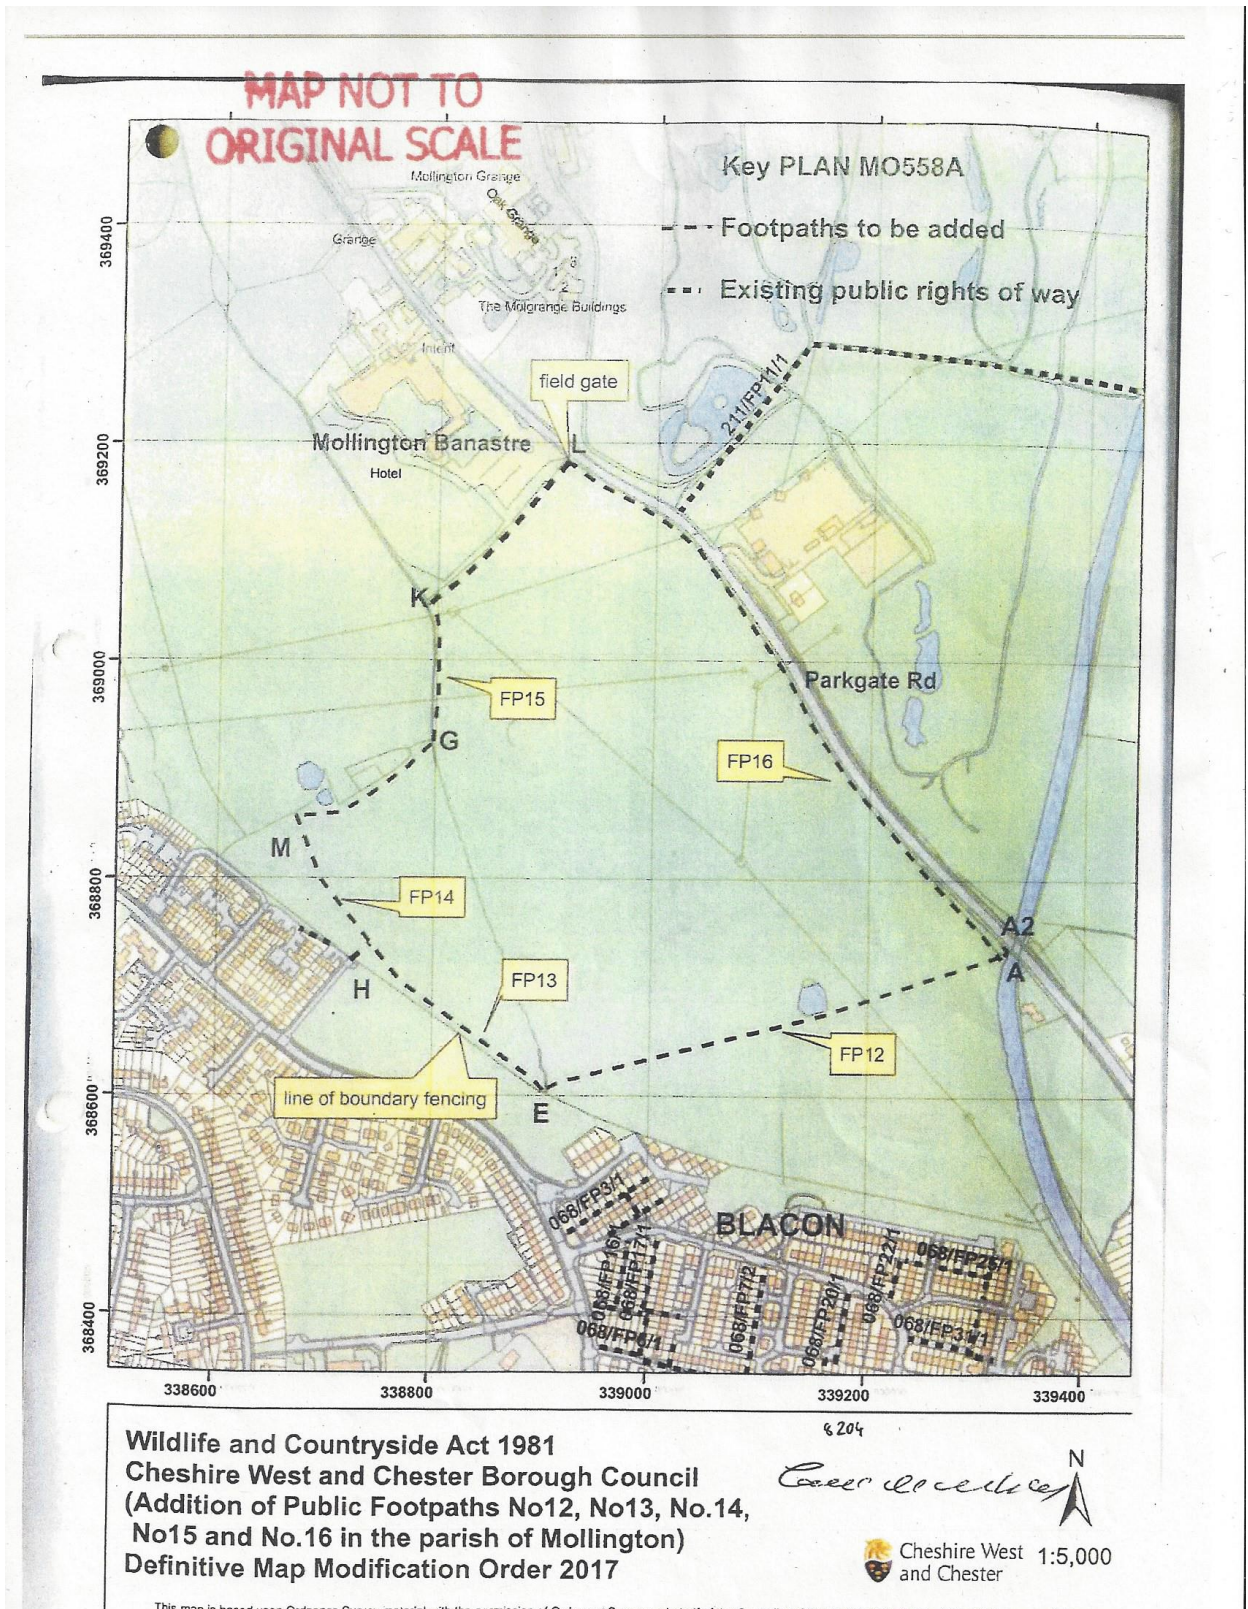 MAP NOT TO
ORIGINAL SCALE
Key PLAN MO558A
Footpaths to be added
Existing public rights of way
Mollington Grange
Oak Grange
Grange
3
1
2
The Molgrange Buildings
field gate
211/FP11/1
Mollington Banastre
L
Hotel
K
FP15
Parkgate Rd
G
FP16
M
FP14
A2
A
H
FP13
FP12
line of boundary fencing
E
068/FP3/1
BLACON
068/FP16/1
068/FP17/1
068/FP7/2
068/FP20/1
068/FP22/1
068/FP25/1
068/FP31/1
068/FP6/1
369400
369200
369000
368800
368600
368400
338600
338800
339000
339200
339400
8204
Wildlife and Countryside Act 1981
Cheshire West and Chester Borough Council
(Addition of Public Footpaths No12, No13, No.14,
No15 and No.16 in the parish of Mollington)
Definitive Map Modification Order 2017
N
Cheshire West
and Chester
1:5,000